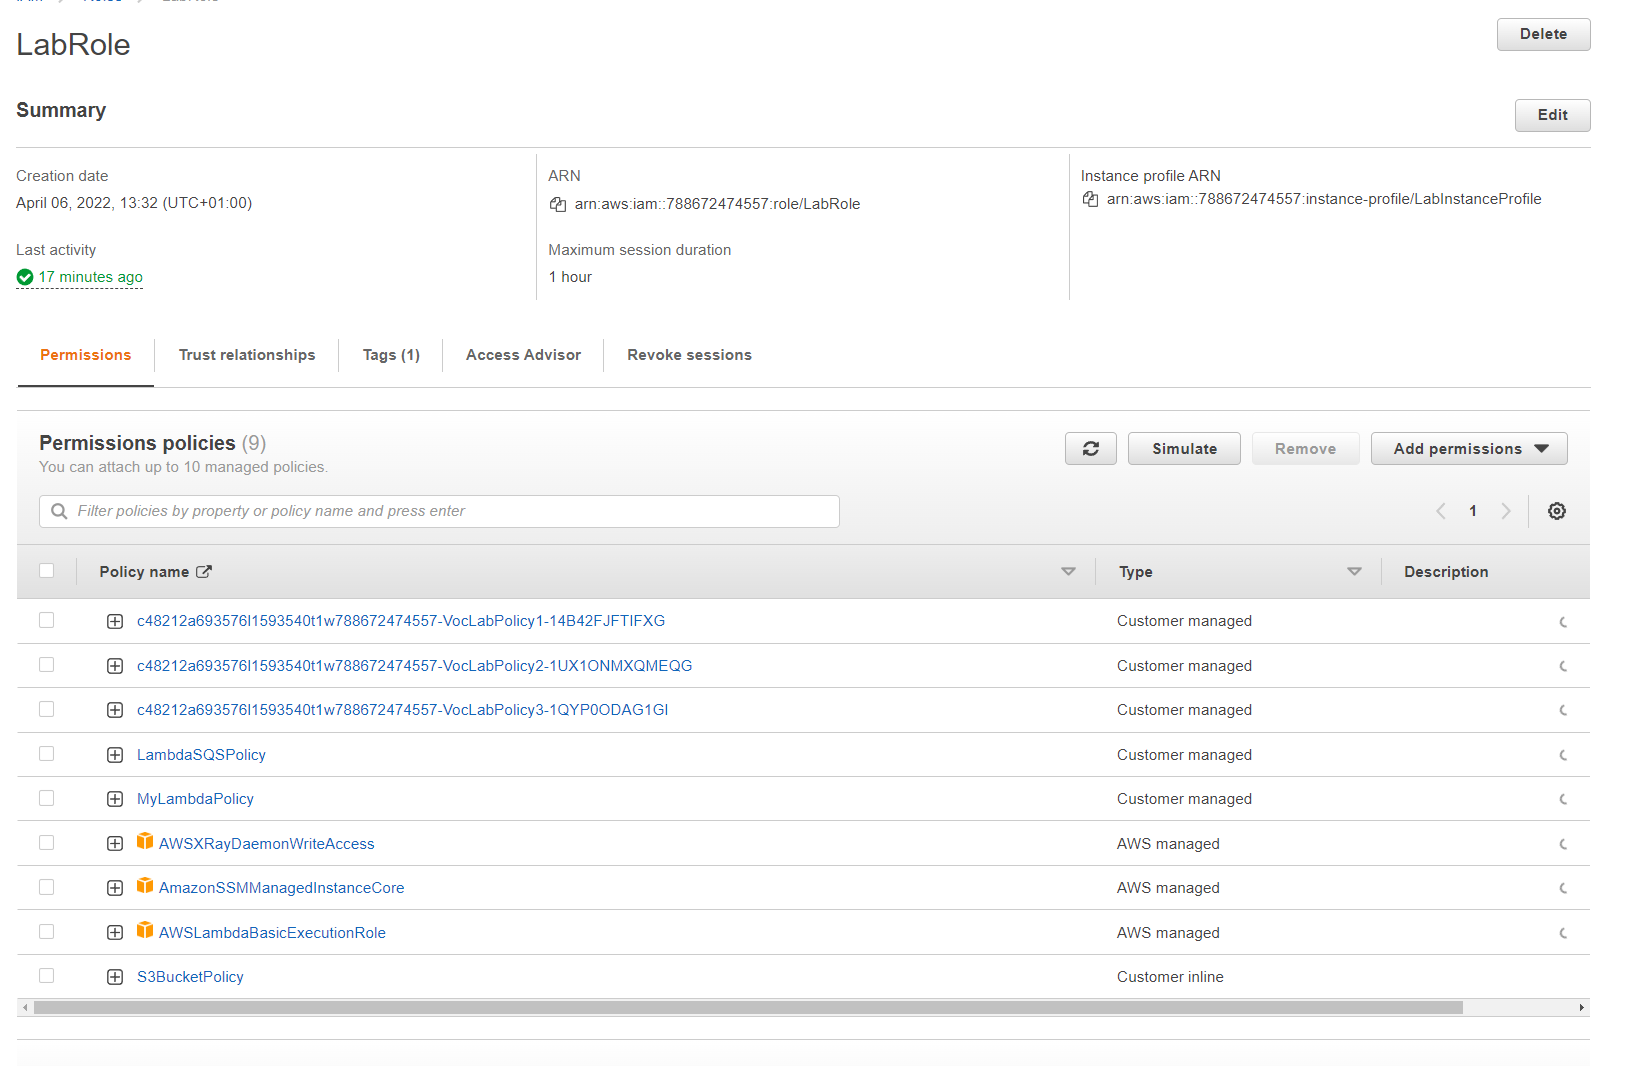 LabRole
Delete
Summary
Edit
Creation date
April 06, 2022, 13:32 (UTC+01:00)
ARN
arn:aws:iam::788672474557:role/LabRole
Instance profile ARN
arn:aws:iam::788672474557:instance-profile/LabInstanceProfile
Last activity
17 minutes ago
Maximum session duration
1 hour
Permissions
Trust relationships
Tags (1)
Access Advisor
Revoke sessions
Permissions policies (9)
You can attach up to 10 managed policies.
Simulate
Remove
Add permissions
Filter policies by property or policy name and press enter
1
Policy name
Type
Description
c48212a693576l1593540t1w788672474557-VocLabPolicy1-14B42FJFTIFXG
Customer managed
c48212a693576l1593540t1w788672474557-VocLabPolicy2-1UX1ONMXQMEQG
Customer managed
c48212a693576l1593540t1w788672474557-VocLabPolicy3-1QYP0ODAG1GI
Customer managed
LambdaSQSPolicy
Customer managed
MyLambdaPolicy
Customer managed
AWSXRayDaemonWriteAccess
AWS managed
AmazonSSMManagedInstanceCore
AWS managed
AWSLambdaBasicExecutionRole
AWS managed
S3BucketPolicy
Customer inline